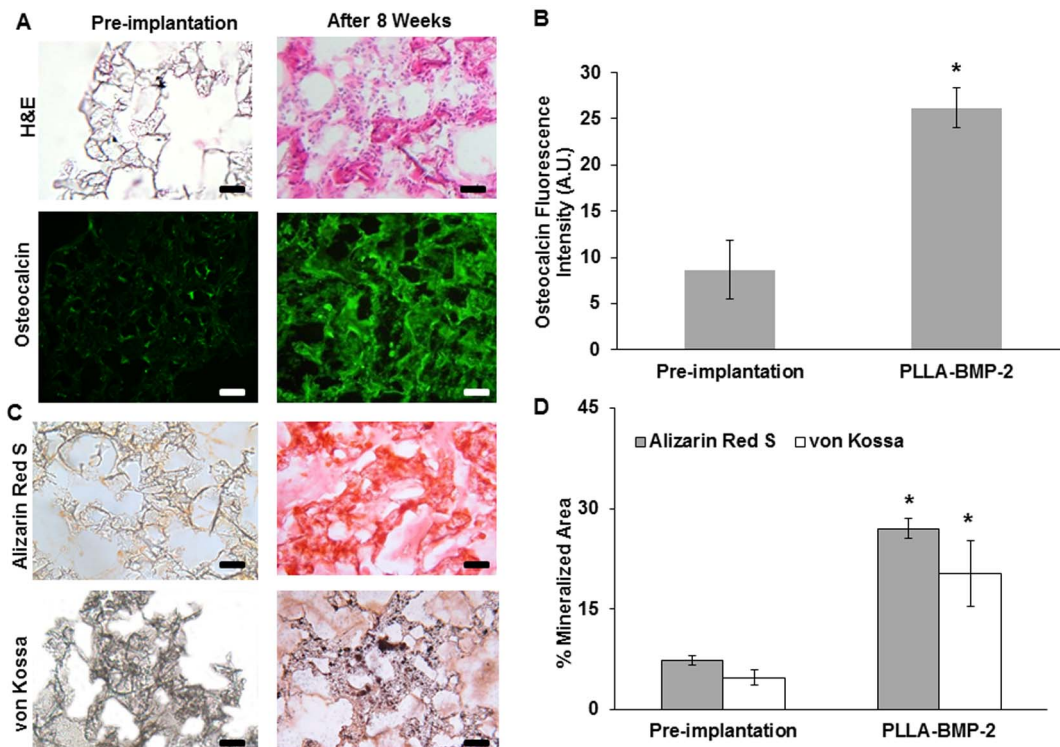 A
Pre-implantation
After 8 Weeks
H&E
Osteocalcin
B
Osteocalcin Fluorescence
Intensity (A.U.)
30
25
20
15
10
5
0
*
Pre-implantation
PLLA-BMP-2
C
Alizarin Red S
von Kossa
D
% Mineralized Area
45
30
15
0
Alizarin Red S
von Kossa
*
*
Pre-implantation
PLLA-BMP-2